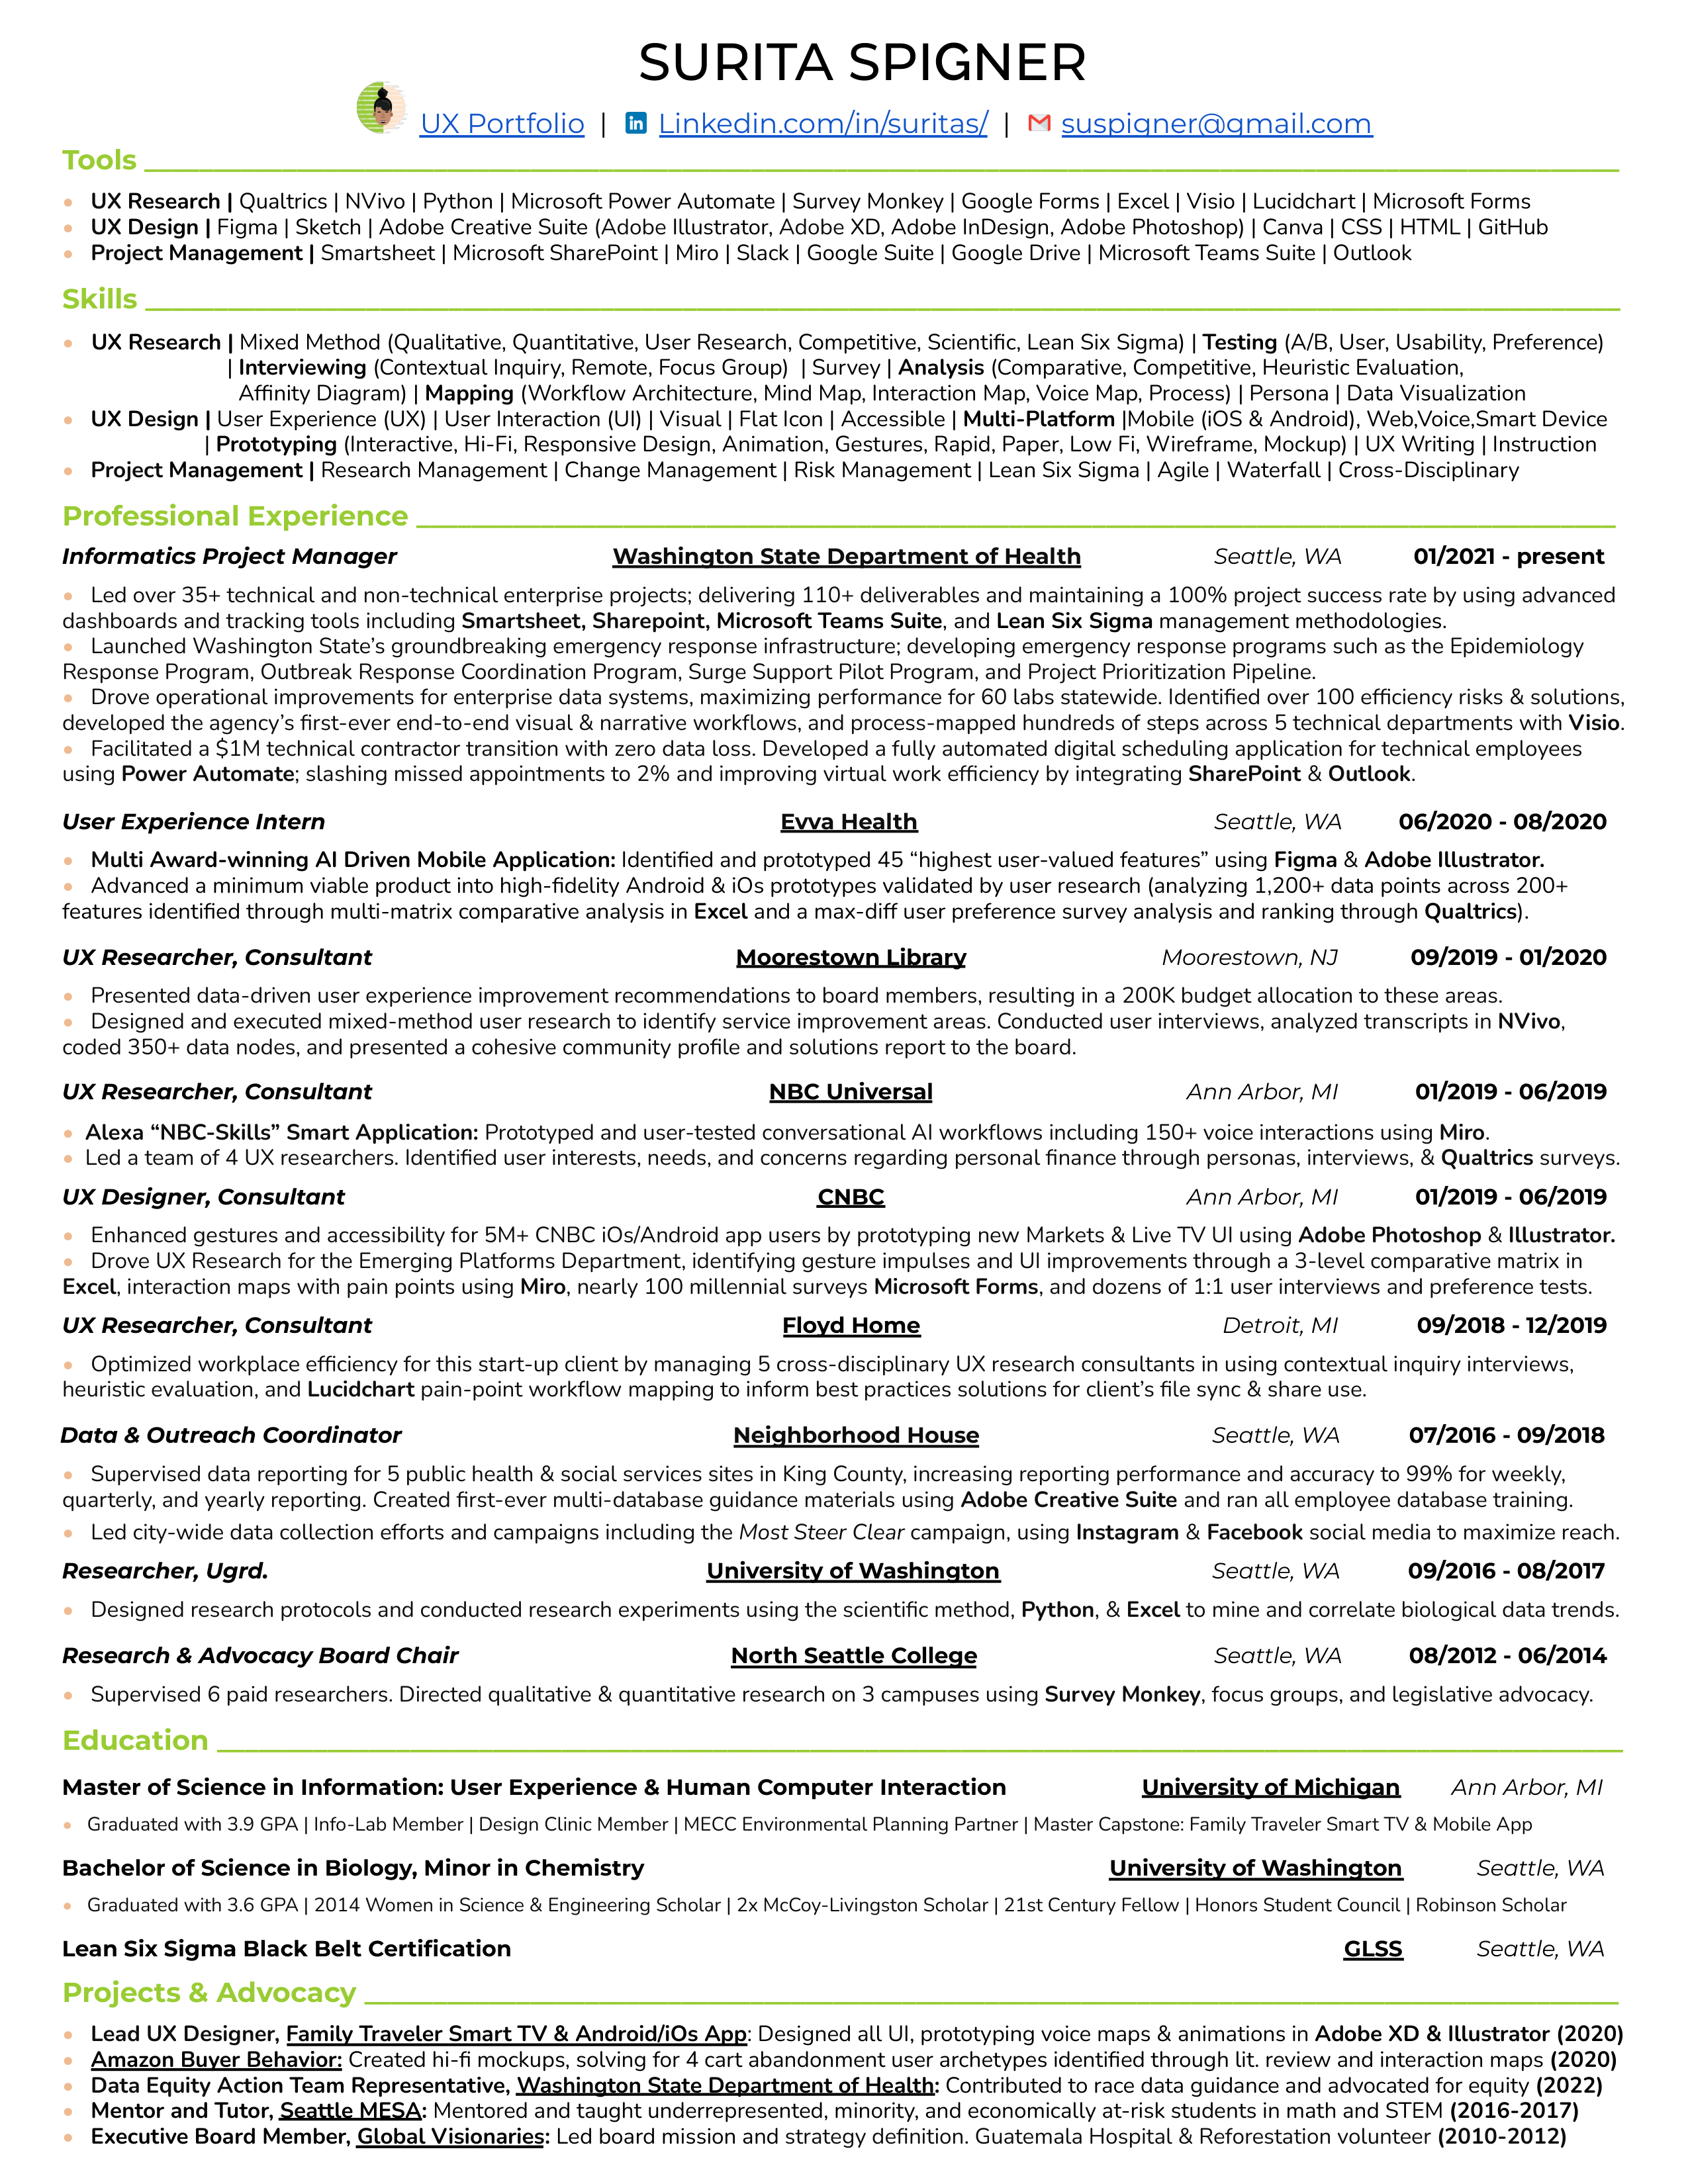 SURITA SPIGNER
UX Portfolio | in Linkedin.com/in/suritas/ | suspigner@gmail.com
Tools
• UX Research | Qualtrics | NVivo | Python | Microsoft Power Automate | Survey Monkey | Google Forms | Excel | Visio | Lucidchart | Microsoft Forms
• UX Design | Figma | Sketch | Adobe Creative Suite (Adobe Illustrator, Adobe XD, Adobe InDesign, Adobe Photoshop) | Canva | CSS | HTML | GitHub
• Project Management | Smartsheet | Microsoft SharePoint | Miro | Slack | Google Suite | Google Drive | Microsoft Teams Suite | Outlook
Skills
• UX Research | Mixed Method (Qualitative, Quantitative, User Research, Competitive, Scientific, Lean Six Sigma) | Testing (A/B, User, Usability, Preference)
| Interviewing (Contextual Inquiry, Remote, Focus Group) | Survey | Analysis (Comparative, Competitive, Heuristic Evaluation,
Affinity Diagram) | Mapping (Workflow Architecture, Mind Map, Interaction Map, Voice Map, Process) | Persona | Data Visualization
• UX Design | User Experience (UX) | User Interaction (UI) | Visual | Flat Icon | Accessible | Multi-Platform |Mobile (iOS & Android), Web,Voice,Smart Device
| Prototyping (Interactive, Hi-Fi, Responsive Design, Animation, Gestures, Rapid, Paper, Low Fi, Wireframe, Mockup) | UX Writing | Instruction
• Project Management | Research Management | Change Management | Risk Management | Lean Six Sigma | Agile | Waterfall | Cross-Disciplinary
Professional Experience
Informatics Project Manager Washington State Department of Health Seattle, WA 01/2021 - present
• Led over 35+ technical and non-technical enterprise projects; delivering 110+ deliverables and maintaining a 100% project success rate by using advanced
dashboards and tracking tools including Smartsheet, Sharepoint, Microsoft Teams Suite, and Lean Six Sigma management methodologies.
• Launched Washington State’s groundbreaking emergency response infrastructure; developing emergency response programs such as the Epidemiology
Response Program, Outbreak Response Coordination Program, Surge Support Pilot Program, and Project Prioritization Pipeline.
• Drove operational improvements for enterprise data systems, maximizing performance for 60 labs statewide. Identified over 100 efficiency risks & solutions,
developed the agency’s first-ever end-to-end visual & narrative workflows, and process-mapped hundreds of steps across 5 technical departments with Visio.
• Facilitated a $1M technical contractor transition with zero data loss. Developed a fully automated digital scheduling application for technical employees
using Power Automate; slashing missed appointments to 2% and improving virtual work efficiency by integrating SharePoint & Outlook.
User Experience Intern Evva Health Seattle, WA 06/2020 - 08/2020
• Multi Award-winning AI Driven Mobile Application: Identified and prototyped 45 “highest user-valued features” using Figma & Adobe Illustrator.
• Advanced a minimum viable product into high-fidelity Android & iOs prototypes validated by user research (analyzing 1,200+ data points across 200+
features identified through multi-matrix comparative analysis in Excel and a max-diff user preference survey analysis and ranking through Qualtrics).
UX Researcher, Consultant Moorestown Library Moorestown, NJ 09/2019 - 01/2020
• Presented data-driven user experience improvement recommendations to board members, resulting in a 200K budget allocation to these areas.
• Designed and executed mixed-method user research to identify service improvement areas. Conducted user interviews, analyzed transcripts in NVivo,
coded 350+ data nodes, and presented a cohesive community profile and solutions report to the board.
UX Researcher, Consultant NBC Universal Ann Arbor, MI 01/2019 - 06/2019
• Alexa “NBC-Skills” Smart Application: Prototyped and user-tested conversational AI workflows including 150+ voice interactions using Miro.
• Led a team of 4 UX researchers. Identified user interests, needs, and concerns regarding personal finance through personas, interviews, & Qualtrics surveys.
UX Designer, Consultant CNBC Ann Arbor, MI 01/2019 - 06/2019
• Enhanced gestures and accessibility for 5M+ CNBC iOs/Android app users by prototyping new Markets & Live TV UI using Adobe Photoshop & Illustrator.
• Drove UX Research for the Emerging Platforms Department, identifying gesture impulses and UI improvements through a 3-level comparative matrix in
Excel, interaction maps with pain points using Miro, nearly 100 millennial surveys Microsoft Forms, and dozens of 1:1 user interviews and preference tests.
UX Researcher, Consultant Floyd Home Detroit, MI 09/2018 - 12/2019
• Optimized workplace efficiency for this start-up client by managing 5 cross-disciplinary UX research consultants in using contextual inquiry interviews,
heuristic evaluation, and Lucidchart pain-point workflow mapping to inform best practices solutions for client’s file sync & share use.
Data & Outreach Coordinator Neighborhood House Seattle, WA 07/2016 - 09/2018
• Supervised data reporting for 5 public health & social services sites in King County, increasing reporting performance and accuracy to 99% for weekly,
quarterly, and yearly reporting. Created first-ever multi-database guidance materials using Adobe Creative Suite and ran all employee database training.
• Led city-wide data collection efforts and campaigns including the Most Steer Clear campaign, using Instagram & Facebook social media to maximize reach.
Researcher, Ugrd. University of Washington Seattle, WA 09/2016 - 08/2017
• Designed research protocols and conducted research experiments using the scientific method, Python, & Excel to mine and correlate biological data trends.
Research & Advocacy Board Chair North Seattle College Seattle, WA 08/2012 - 06/2014
• Supervised 6 paid researchers. Directed qualitative & quantitative research on 3 campuses using Survey Monkey, focus groups, and legislative advocacy.
Education
Master of Science in Information: User Experience & Human Computer Interaction University of Michigan Ann Arbor, MI
• Graduated with 3.9 GPA | Info-Lab Member | Design Clinic Member | MECC Environmental Planning Partner | Master Capstone: Family Traveler Smart TV & Mobile App
Bachelor of Science in Biology, Minor in Chemistry University of Washington Seattle, WA
• Graduated with 3.6 GPA | 2014 Women in Science & Engineering Scholar | 2x McCoy-Livingston Scholar | 21st Century Fellow | Honors Student Council | Robinson Scholar
Lean Six Sigma Black Belt Certification GLSS Seattle, WA
Projects & Advocacy
• Lead UX Designer, Family Traveler Smart TV & Android/iOs App: Designed all UI, prototyping voice maps & animations in Adobe XD & Illustrator (2020)
• Amazon Buyer Behavior: Created hi-fi mockups, solving for 4 cart abandonment user archetypes identified through lit. review and interaction maps (2020)
• Data Equity Action Team Representative, Washington State Department of Health: Contributed to race data guidance and advocated for equity (2022)
• Mentor and Tutor, Seattle MESA: Mentored and taught underrepresented, minority, and economically at-risk students in math and STEM (2016-2017)
• Executive Board Member, Global Visionaries: Led board mission and strategy definition. Guatemala Hospital & Reforestation volunteer (2010-2012)